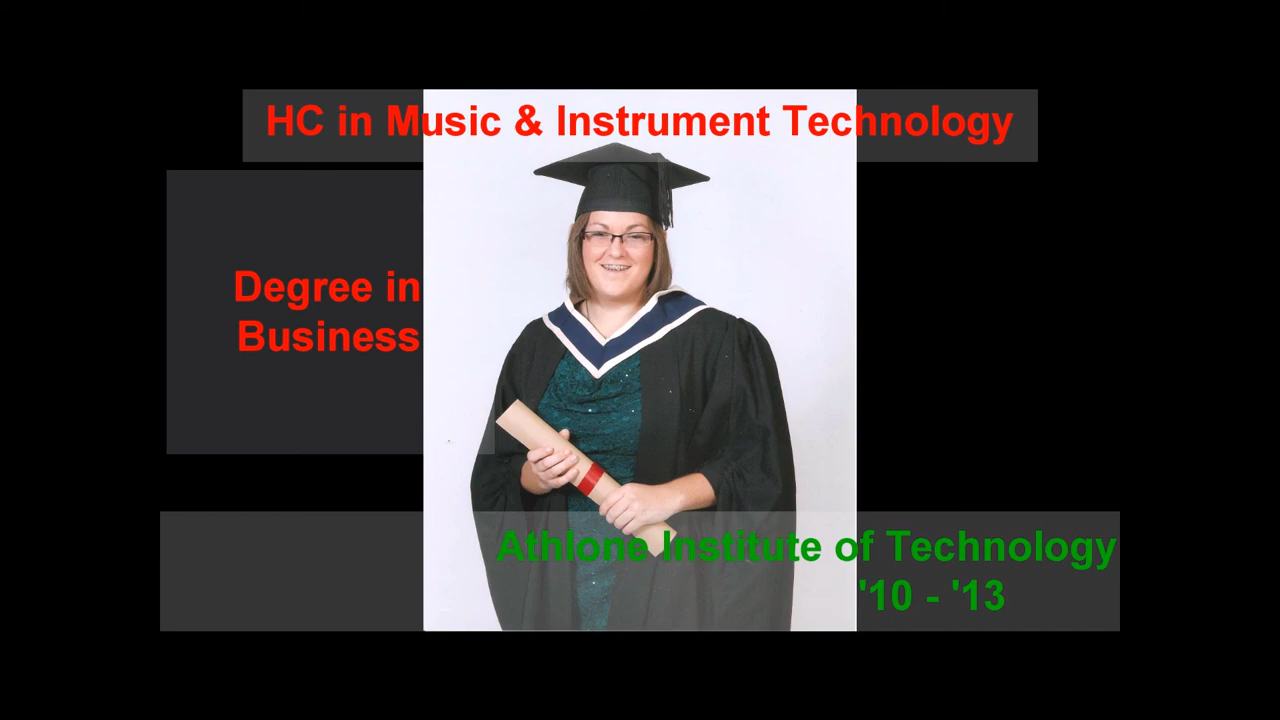 HC in Music & Instrument Technology
Degree in
Business
Athlone Institute of Technology
'10 - '13